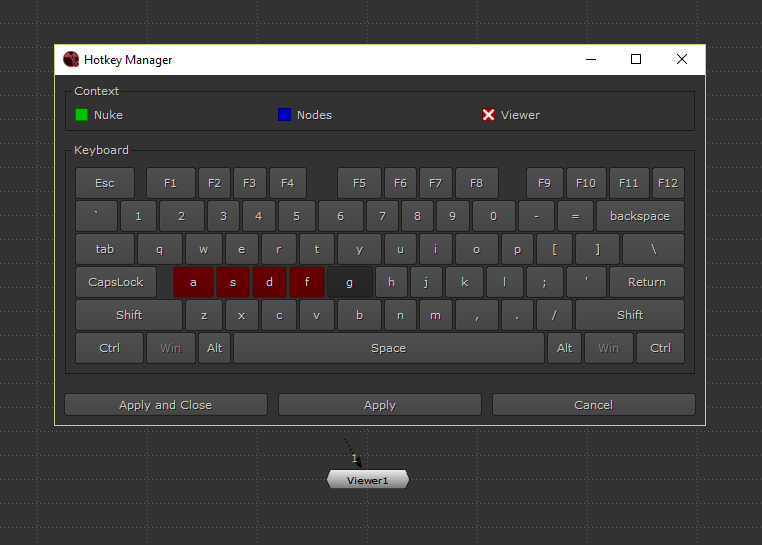 Hotkey Manager
Context
Nuke Nodes Viewer
Keyboard
Esc F1 F2 F3 F4 F5 F6 F7 F8 F9 F10 F11 F12
` 1 2 3 4 5 6 7 8 9 0 - = backspace
tab q w e r t y u i o p [ ] \
CapsLock a s d f g h j k l ; ' Return
Shift z x c v b n m , . / Shift
Ctrl Win Alt Space Alt Win Ctrl
Apply and Close Apply Cancel
1
Viewer1